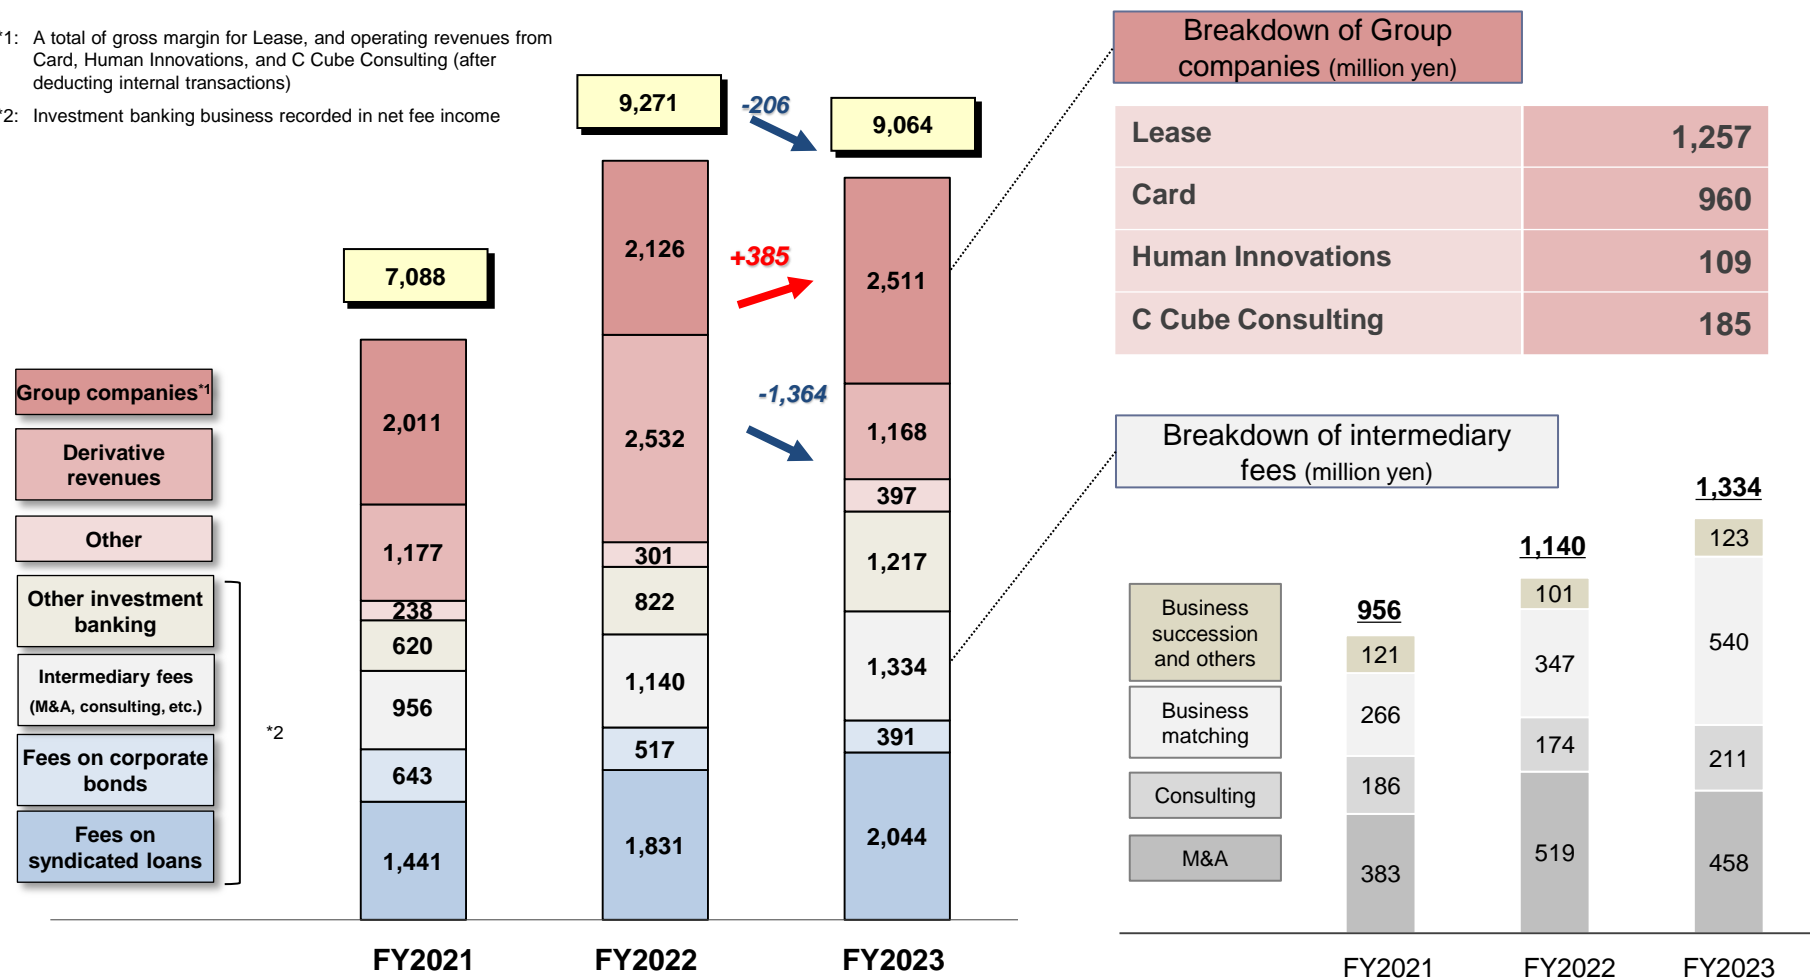 *1: A total of gross margin for Lease, and operating revenues from
Card, Human Innovations, and C Cube Consulting (after
deducting internal transactions)
*2: Investment banking business recorded in net fee income
Group companies*1
Derivative
revenues
Other
Other investment
banking
Intermediary fees
(M&A, consulting, etc.)
Fees on corporate
bonds
Fees on
syndicated loans
*2
7,088
2,011
1,177
238
620
956
643
1,441
FY2021
9,271
2,126
2,532
301
822
1,140
517
1,831
FY2022
-206
+385
-1,364
9,064
2,511
1,168
397
1,217
1,334
391
2,044
FY2023
Breakdown of Group
companies (million yen)
Lease 1,257
Card 960
Human Innovations 109
C Cube Consulting 185
Breakdown of intermediary
fees (million yen)
Business
succession
and others
Business
matching
Consulting
M&A
956
121
266
186
383
FY2021
1,140
101
347
174
519
FY2022
1,334
123
540
211
458
FY2023